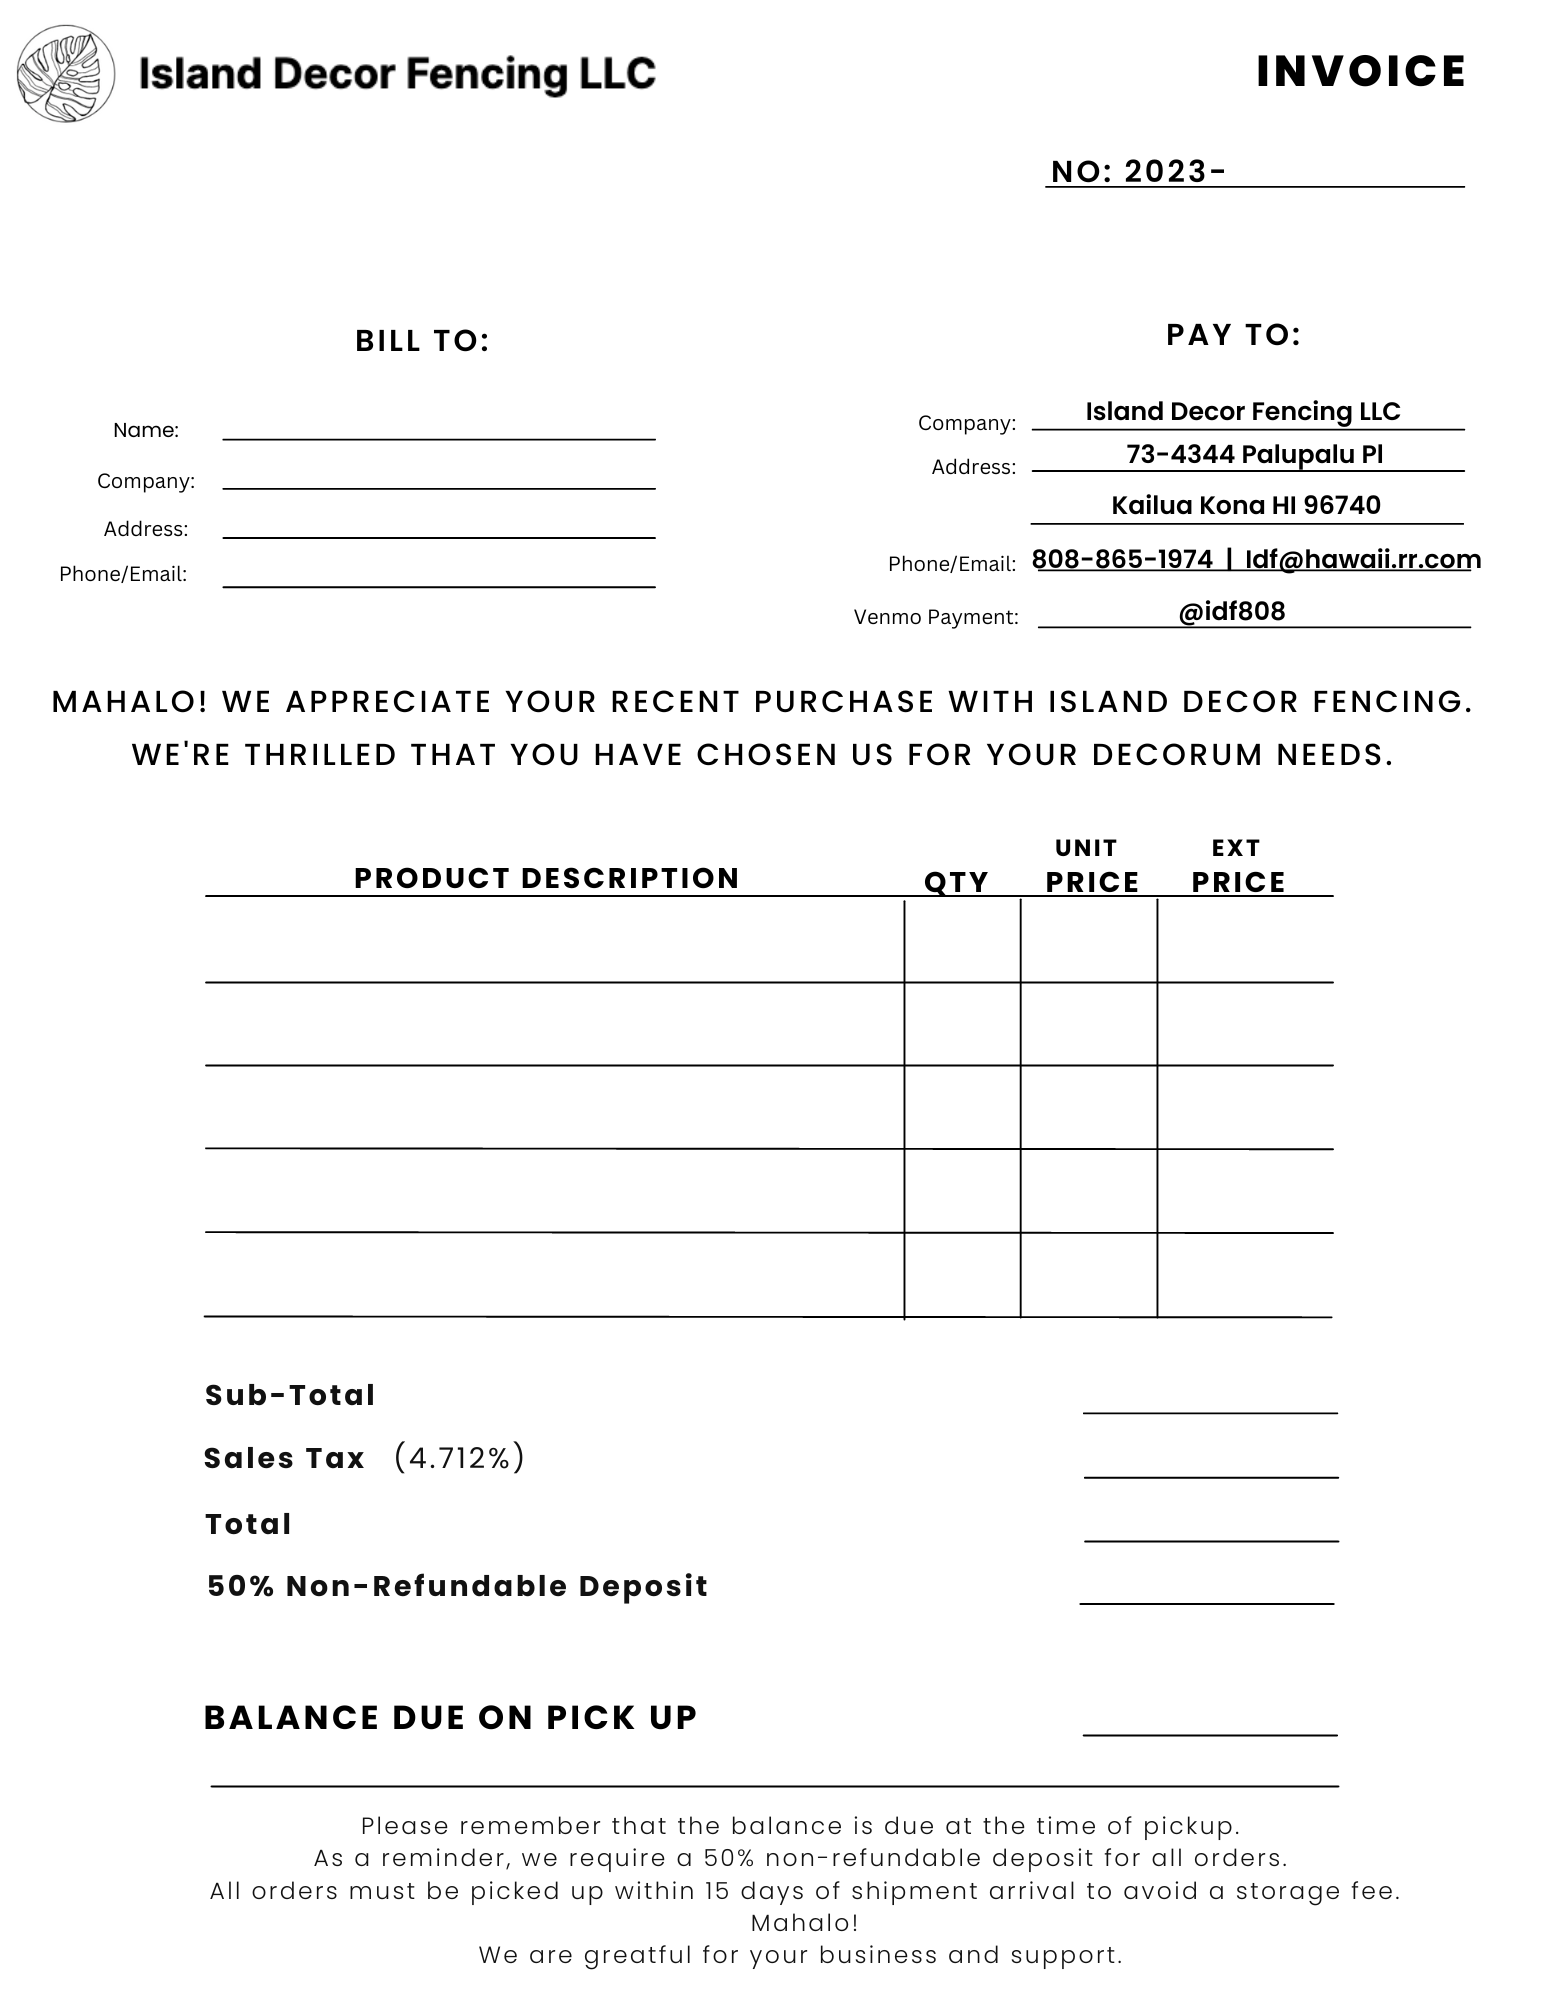 Island Decor Fencing LLC
INVOICE
NO: 2023-
BILL TO:
Name:
Company:
Address:
Phone/Email:
PAY TO:
Company: Island Decor Fencing LLC
Address: 73-4344 Palupalu Pl
Kailua Kona HI 96740
Phone/Email: 808-865-1974 | Idf@hawaii.rr.com
Venmo Payment: @idf808
MAHALO! WE APPRECIATE YOUR RECENT PURCHASE WITH ISLAND DECOR FENCING.
WE'RE THRILLED THAT YOU HAVE CHOSEN US FOR YOUR DECORUM NEEDS.
PRODUCT DESCRIPTION
QTY
UNIT
PRICE
EXT
PRICE
Sub-Total
Sales Tax (4.712%)
Total
50% Non-Refundable Deposit
BALANCE DUE ON PICK UP
Please remember that the balance is due at the time of pickup.
As a reminder, we require a 50% non-refundable deposit for all orders.
All orders must be picked up within 15 days of shipment arrival to avoid a storage fee.
Mahalo!
We are greatful for your business and support.